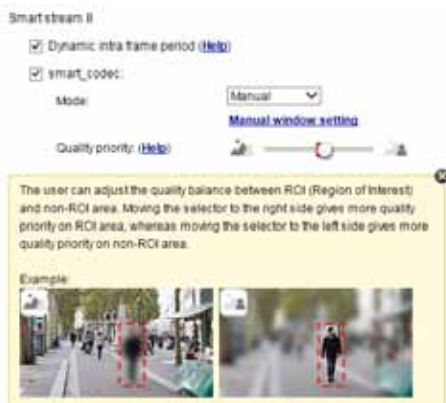 Smart stream II
Dynamic intra frame period (Help)
smart_codec:
Mode: Manual
Manual window setting
Quality priority: (Help)
The user can adjust the quality balance between ROI (Region of Interest)
and non-ROI area. Moving the selector to the right side gives more quality
priority on ROI area, whereas moving the selector to the left side gives more
quality priority on non-ROI area.
Example: